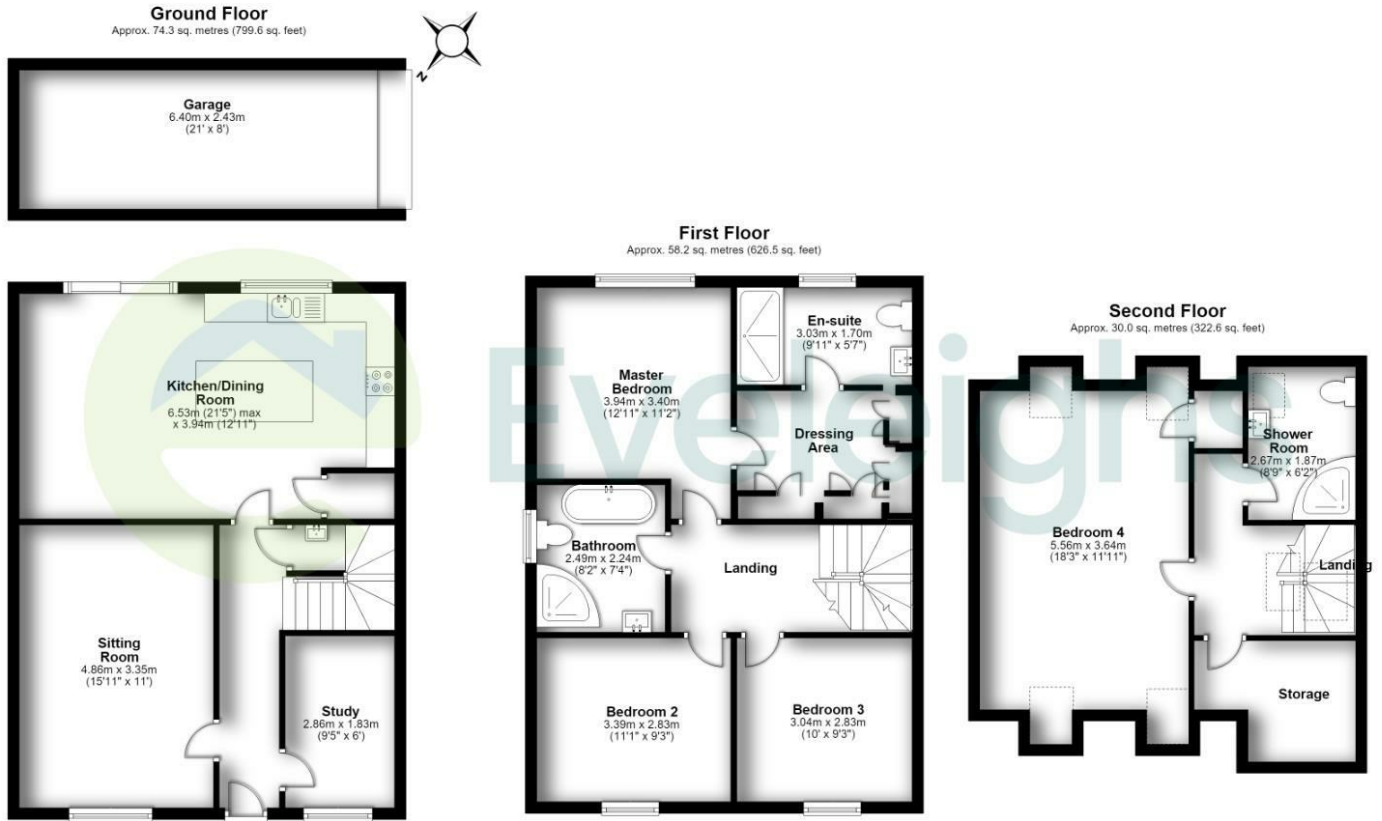 Ground Floor
Approx. 74.3 sq. metres (799.6 sq. feet)
N
Garage
6.40m x 2.43m
(21' x 8')
Kitchen/Dining
Room
6.53m (21'5") max
x 3.94m (12'11")
Sitting
Room
4.86m x 3.35m
(15'11" x 11')
Study
2.86m x 1.83m
(9'5" x 6')
First Floor
Approx. 58.2 sq. metres (626.5 sq. feet)
En-suite
3.03m x 1.70m
(9'11" x 5'7")
Master
Bedroom
3.94m x 3.40m
(12'11" x 11'2")
Dressing
Area
Bathroom
2.49m x 2.24m
(8'2" x 7'4")
Landing
Bedroom 2
3.39m x 2.83m
(11'1" x 9'3")
Bedroom 3
3.04m x 2.83m
(10' x 9'3")
Second Floor
Approx. 30.0 sq. metres (322.6 sq. feet)
Shower
Room
2.67m x 1.87m
(8'9" x 6'2")
Bedroom 4
5.56m x 3.64m
(18'3" x 11'11")
Landing
Storage
Eveleighs